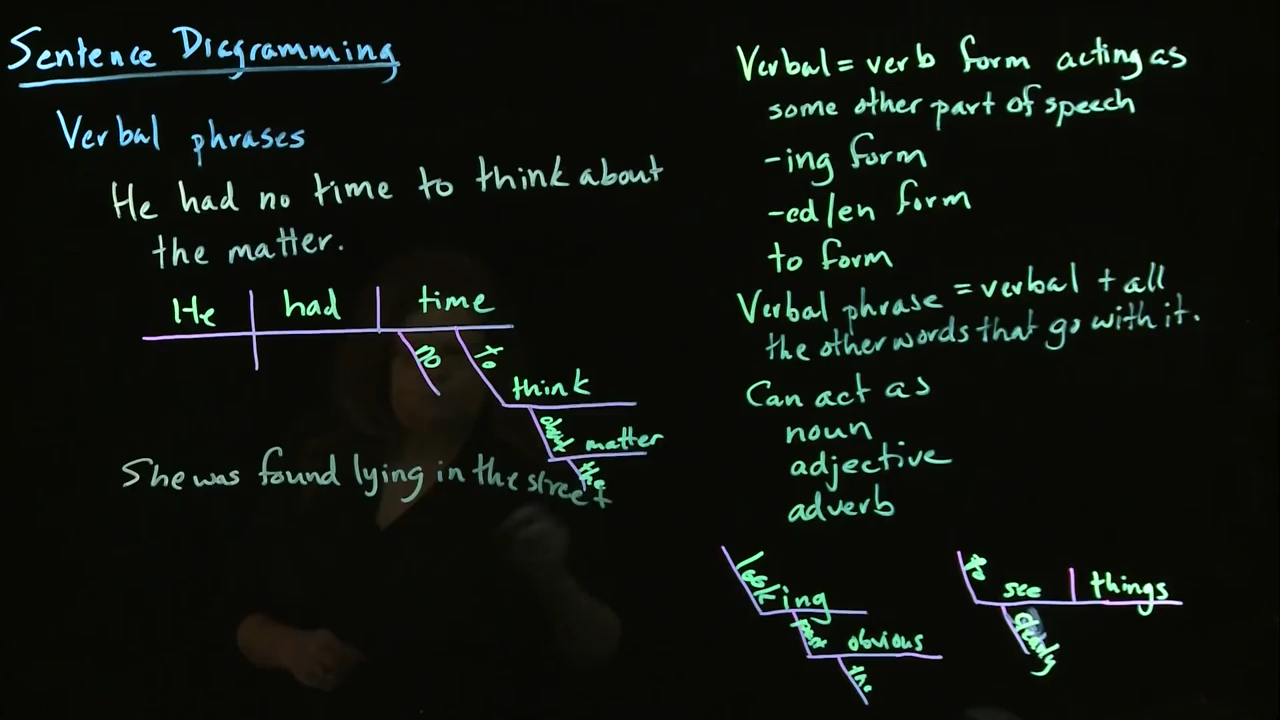 Sentence Diagramming
Verbal phrases
He had no time to think about
the matter.
He had time
no
to
think
about
matter
the
She was found lying in the street
Verbal = verb form acting as
some other part of speech
-ing form
-ed/en form
to form
Verbal phrase = verbal + all
the other words that go with it.
Can act as
noun
adjective
adverb
looking
past
obvious
the
to
see things
clearly